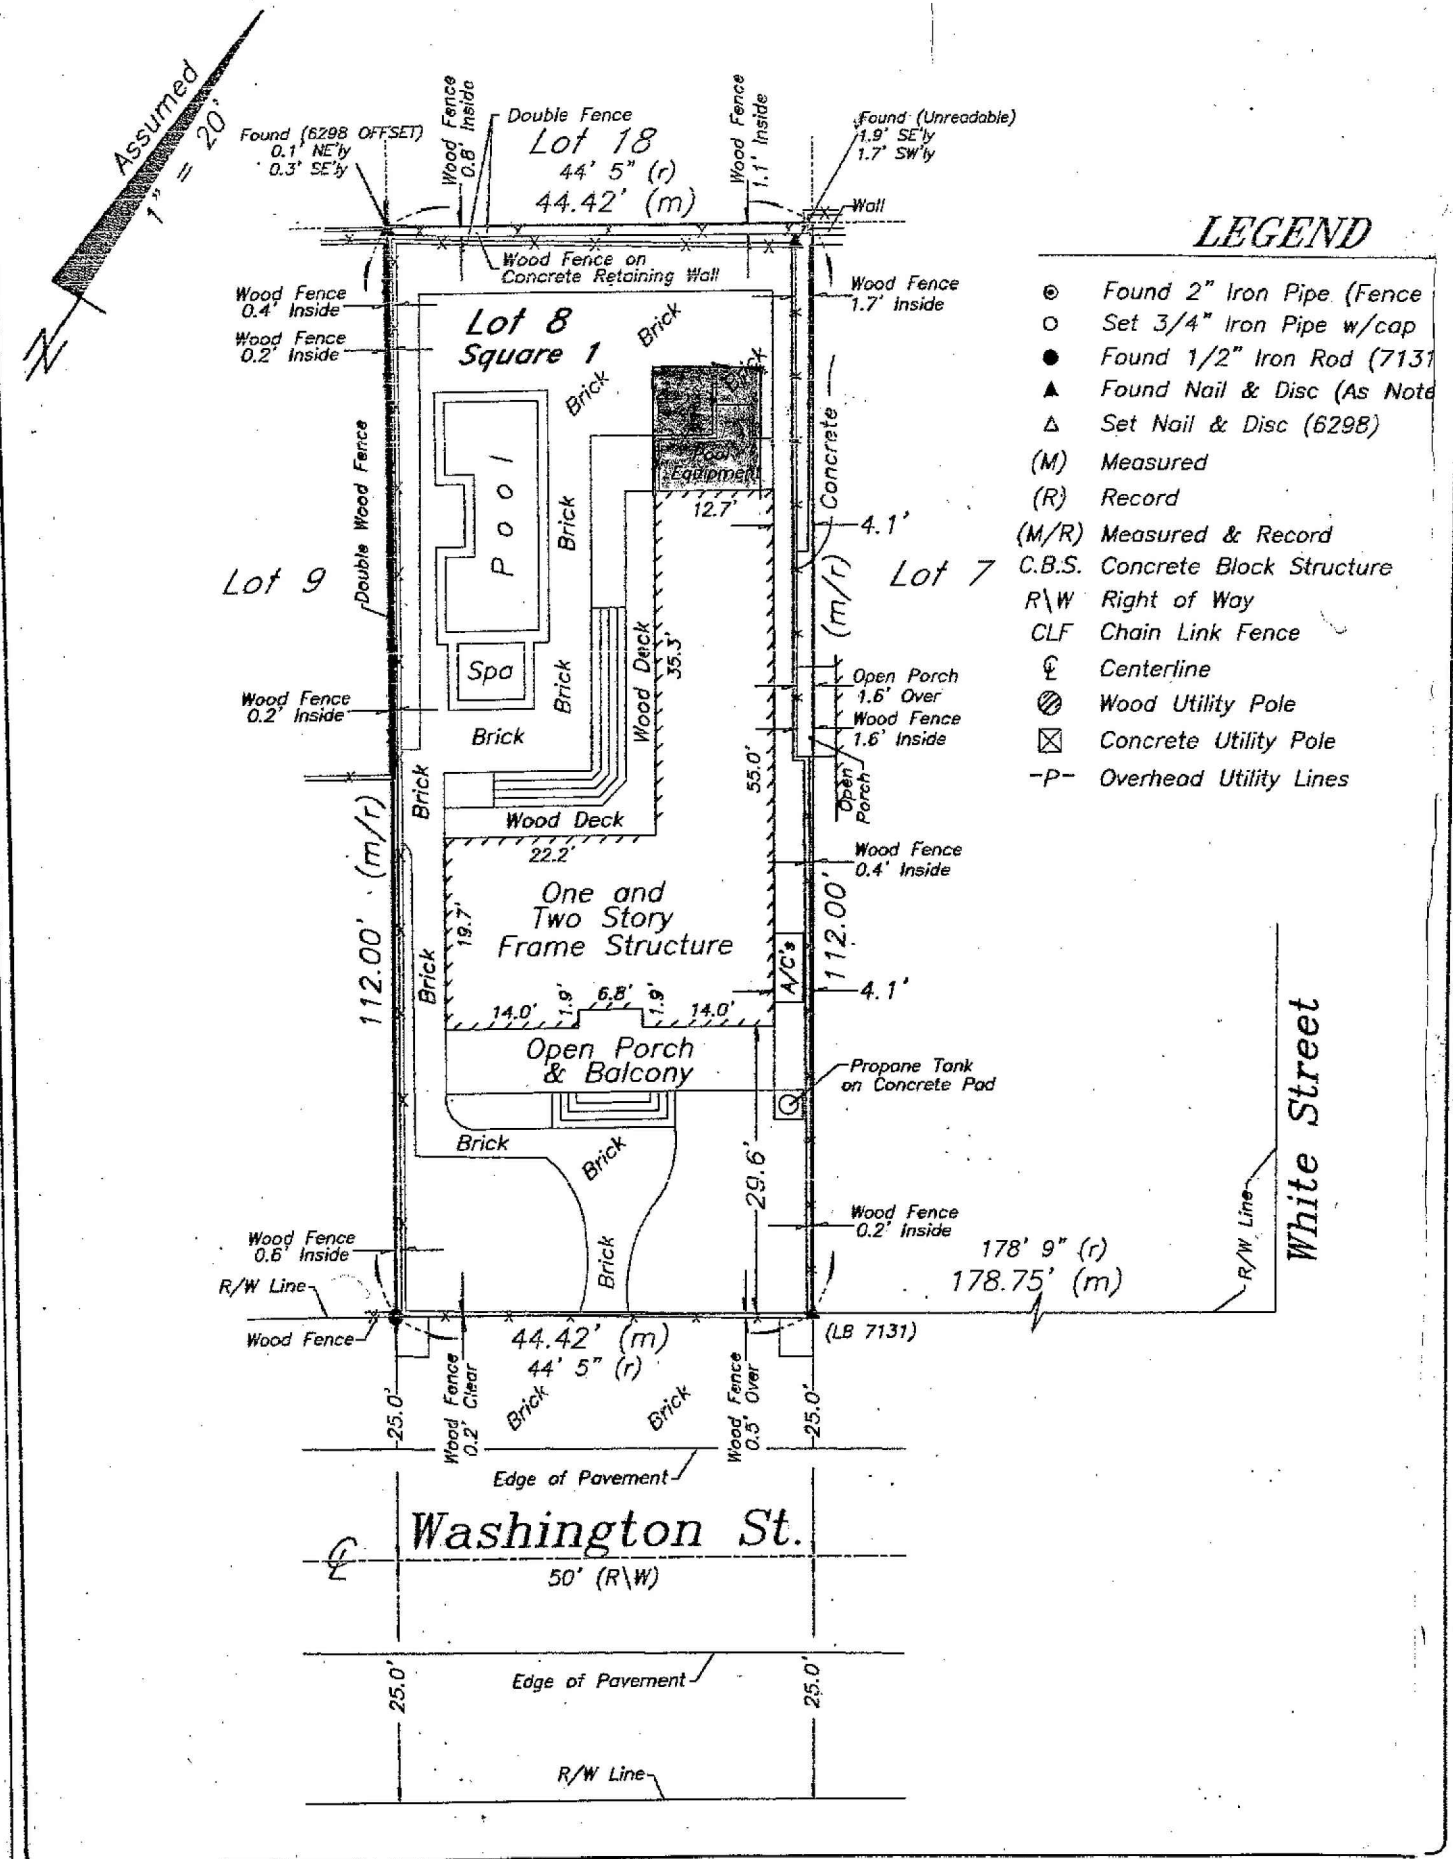 Assumed
1" = 20'
N
Found (6298 OFFSET)
0.1' NE'ly
0.3' SE'ly
Wood Fence
0.8' Inside
Double Fence
Lot 18
44' 5" (r)
44.42' (m)
Wood Fence
1.1' Inside
Found (Unreadable)
1.9' SE'ly
1.7' SW'ly
Wall
Wood Fence on
Concrete Retaining Wall
Wood Fence
0.4' Inside
Wood Fence
0.2' Inside
Lot 8
Square 1
Brick
Brick
Brick
Wood Fence
1.7' Inside
Pool
Equipment
12.7'
Concrete
4.1'
Double Wood Fence
Lot 9
Pool
Brick
Lot 7
(m/r)
Spa
Brick
Wood Deck
35.3'
Open Porch
1.6' Over
Wood Fence
1.6' Inside
Open
Porch
Wood Fence
0.2' Inside
Brick
Brick
55.0'
Wood Deck
22.2'
112.00' (m/r)
Wood Fence
0.4' Inside
One and
Two Story
Frame Structure
19.7'
Brick
A/C's
112.00'
4.1'
14.0'
1.9'
6.8'
1.9'
14.0'
Open Porch
& Balcony
Propane Tank
on Concrete Pad
Brick
Brick
29.6'
Wood Fence
0.2' Inside
Wood Fence
0.6' Inside
Brick
R/W Line
Wood Fence
178' 9" (r)
178.75' (m)
R/W Line
White Street
44.42' (m)
44' 5" (r)
(LB 7131)
25.0'
Wood Fence
0.2' Clear
Brick
Brick
Wood Fence
0.5' Over
25.0'
Edge of Pavement
Washington St.
℄
50' (R\W)
Edge of Pavement
25.0'
25.0'
R/W Line
LEGEND
Found 2" Iron Pipe (Fence
Set 3/4" Iron Pipe w/cap
Found 1/2" Iron Rod (7131
Found Nail & Disc (As Note
Set Nail & Disc (6298)
(M) Measured
(R) Record
(M/R) Measured & Record
C.B.S. Concrete Block Structure
R\W Right of Way
CLF Chain Link Fence
℄ Centerline
Wood Utility Pole
Concrete Utility Pole
-P- Overhead Utility Lines